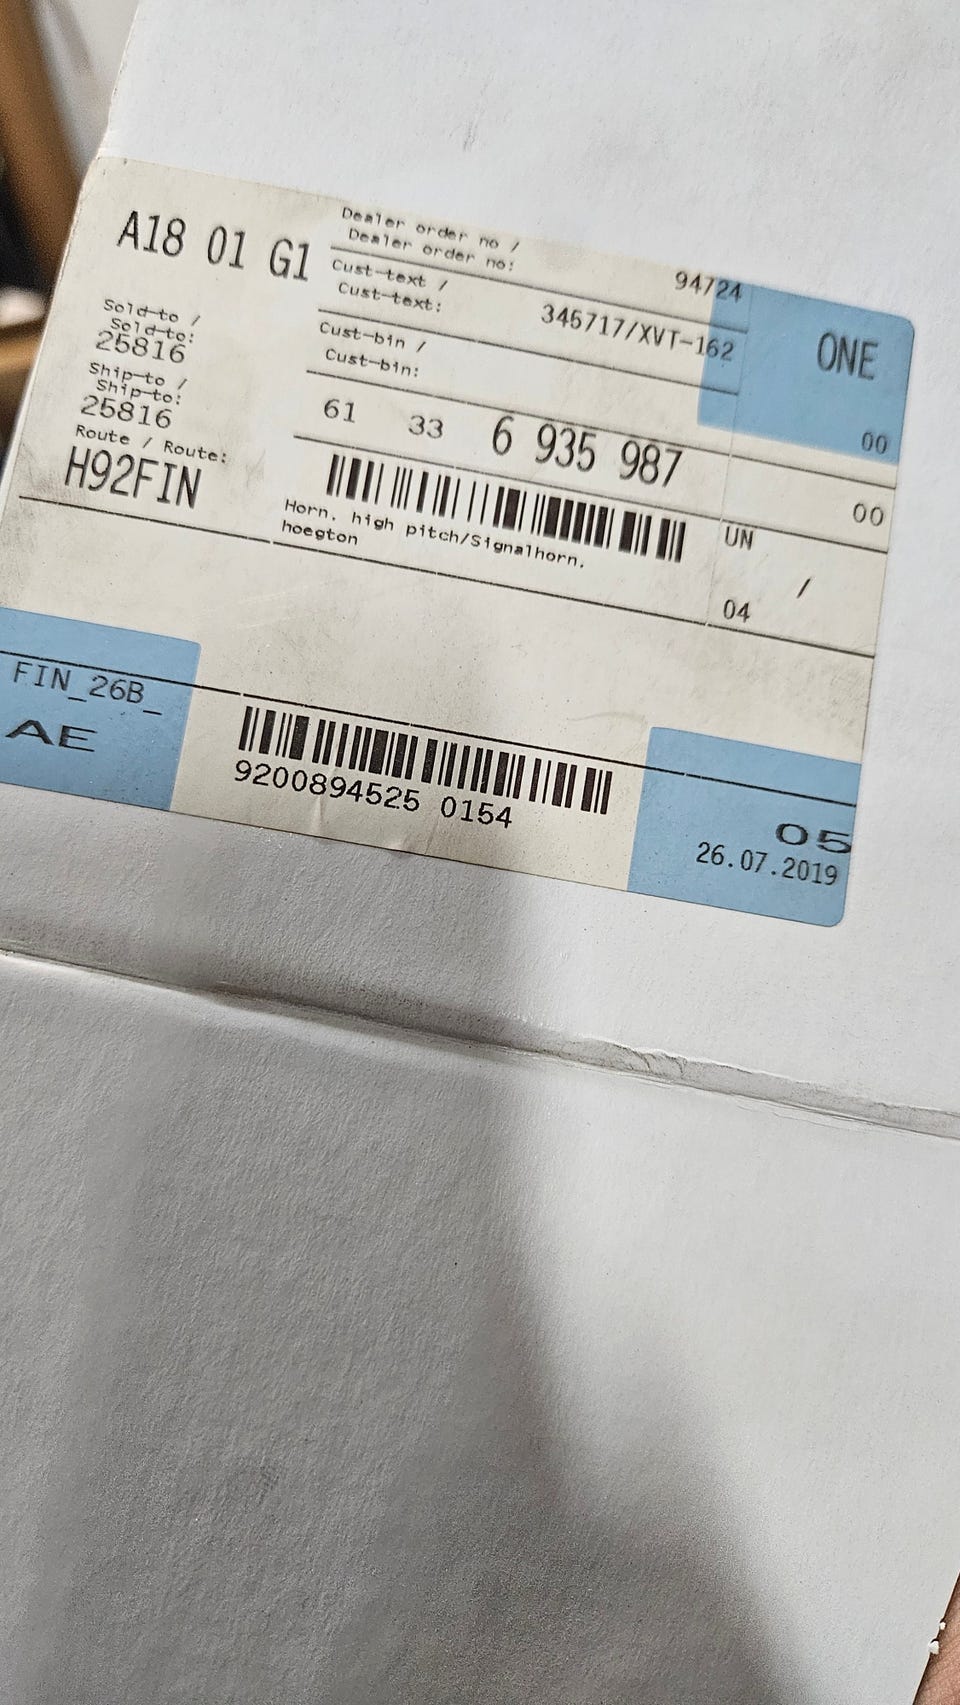 A18 01 G1
Dealer order no /
Dealer order no:
94724
Cust-text /
Cust-text:
345717/XVT-162
ONE
Cust-bin /
Cust-bin:
00
Sold-to /
Sold-to:
25816
Ship-to /
Ship-to:
25816
Route / Route:
H92FIN
61 33 6 935 987
00
Horn. high pitch/Signalhorn.
hoegton
UN
/
04
FIN_26B_
AE
9200894525 0154
05
26.07.2019